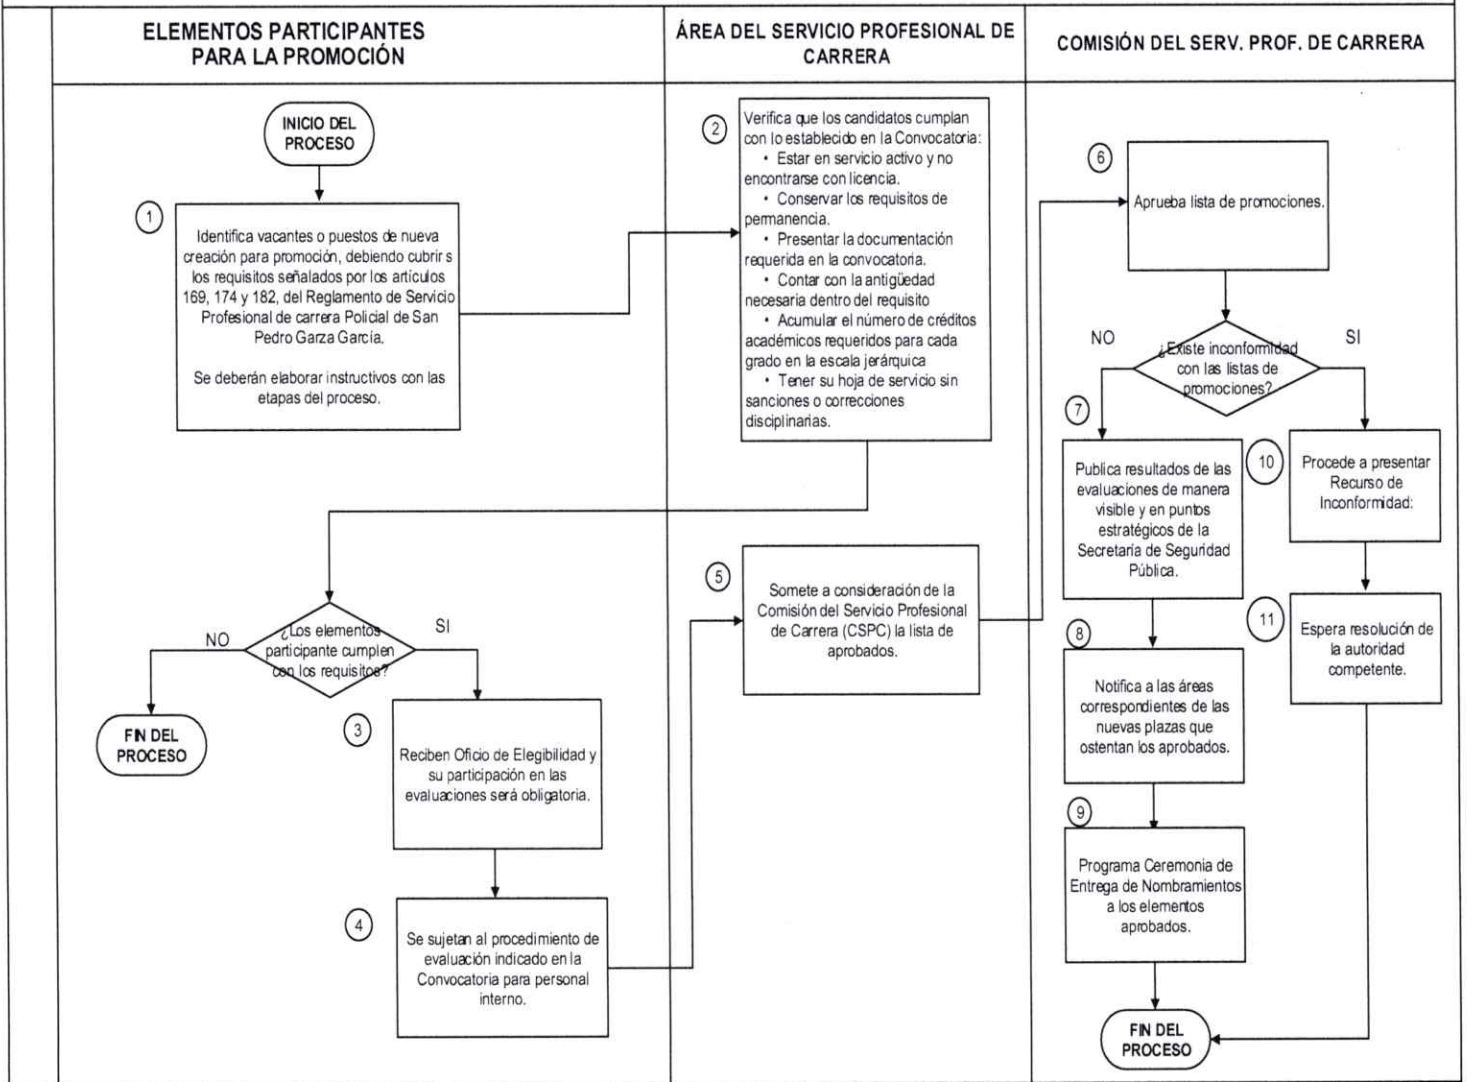 ELEMENTOS PARTICIPANTES
PARA LA PROMOCIÓN
ÁREA DEL SERVICIO PROFESIONAL DE
CARRERA
COMISIÓN DEL SERV. PROF. DE CARRERA
INICIO DEL
PROCESO
1
Identifica vacantes o puestos de nueva
creación para promoción, debiendo cubrir s
los requisitos señalados por los artículos
169, 174 y 182, del Reglamento de Servicio
Profesional de carrera Policial de San
Pedro Garza García.
Se deberán elaborar instructivos con las
etapas del proceso.
2
Verifica que los candidatos cumplan
con lo establecido en la Convocatoria:
• Estar en servicio activo y no
encontrarse con licencia.
• Conservar los requisitos de
permanencia.
• Presentar la documentación
requerida en la convocatoria.
• Contar con la antigüedad
necesaria dentro del requisito
• Acumular el número de créditos
académicos requeridos para cada
grado en la escala jerárquica
• Tener su hoja de servicio sin
sanciones o correcciones
disciplinarias.
¿Los elementos
participante cumplen
con los requisitos?
NO
SI
FIN DEL
PROCESO
3
Reciben Oficio de Elegibilidad y
su participación en las
evaluaciones será obligatoria.
4
Se sujetan al procedimiento de
evaluación indicado en la
Convocatoria para personal
interno.
5
Somete a consideración de la
Comisión del Servicio Profesional
de Carrera (CSPC) la lista de
aprobados.
6
Aprueba lista de promociones.
¿Existe inconformidad
con las listas de
promociones?
NO
SI
7
Publica resultados de las
evaluaciones de manera
visible y en puntos
estratégicos de la
Secretaría de Seguridad
Pública.
8
Notifica a las áreas
correspondientes de las
nuevas plazas que
ostentan los aprobados.
9
Programa Ceremonia de
Entrega de Nombramientos
a los elementos
aprobados.
10
Procede a presentar
Recurso de
Inconformidad:
11
Espera resolución de
la autoridad
competente.
FIN DEL
PROCESO